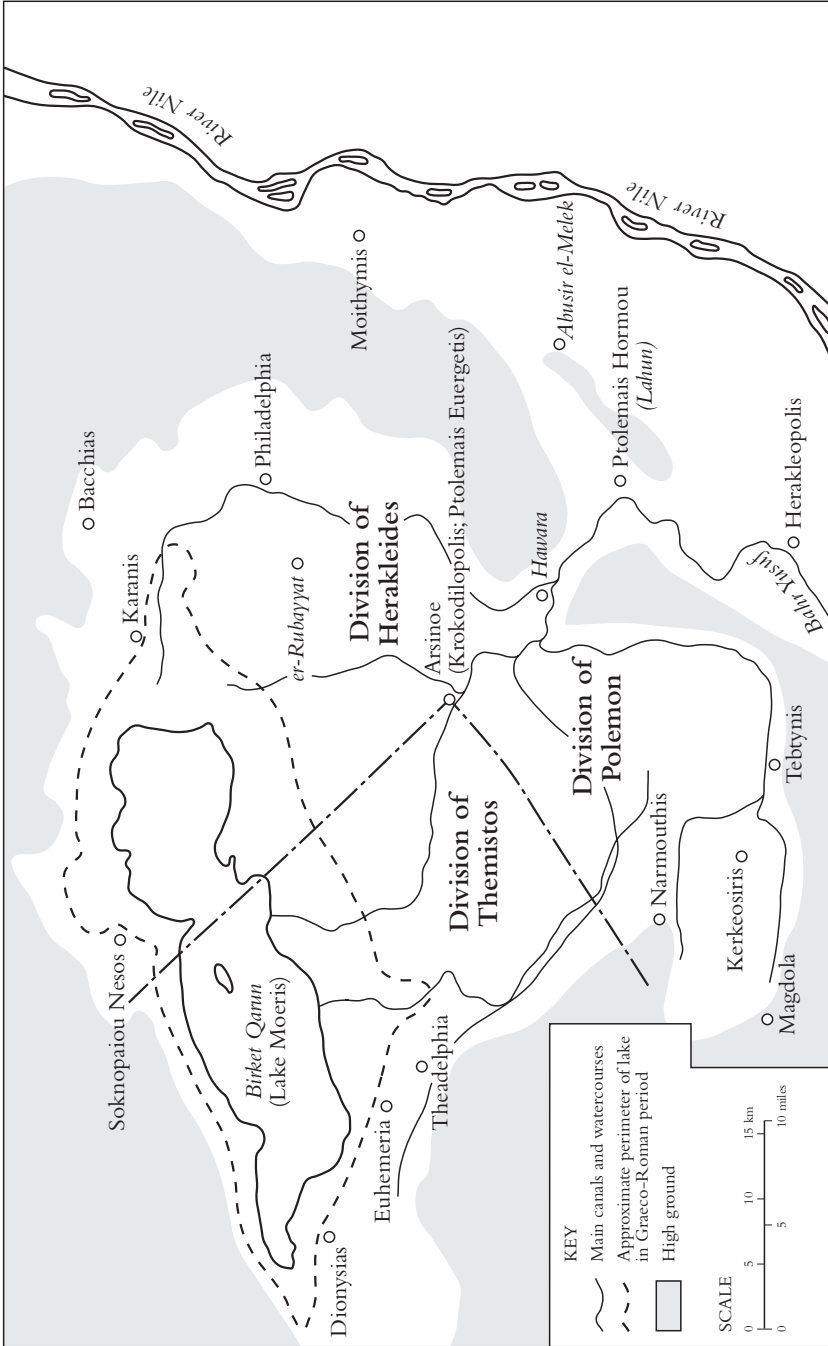 River Nile
Bacchias
Karanis
Philadelphia
Moithymis
Soknopaiou Nesos
er-Rubayyat
Division of
Herakleides
Birket Qarun
(Lake Moeris)
Arsinoe
(Krokodilopolis; Ptolemais Euergetis)
Dionysias
Euhemeria
Theadelphia
Division of
Themistos
Hawara
Abusir el-Melek
River Nile
Ptolemais Hormou
(Lahun)
Division of
Polemon
Narmouthis
Kerkeosiris
Tebtynis
Magdola
Bahr Yusuf
Herakleopolis
KEY
Main canals and watercourses
Approximate perimeter of lake
in Graeco-Roman period
High ground
SCALE
0 5 10 15 km
0 5 10 miles